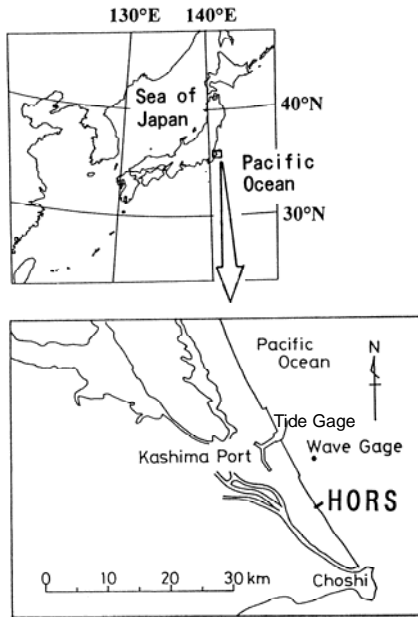 130°E 140°E
Sea of
Japan
40°N
Pacific
Ocean
30°N
Pacific
Ocean
N
Tide Gage
Wave Gage
Kashima Port
HORS
0 10 20 30 km
Choshi